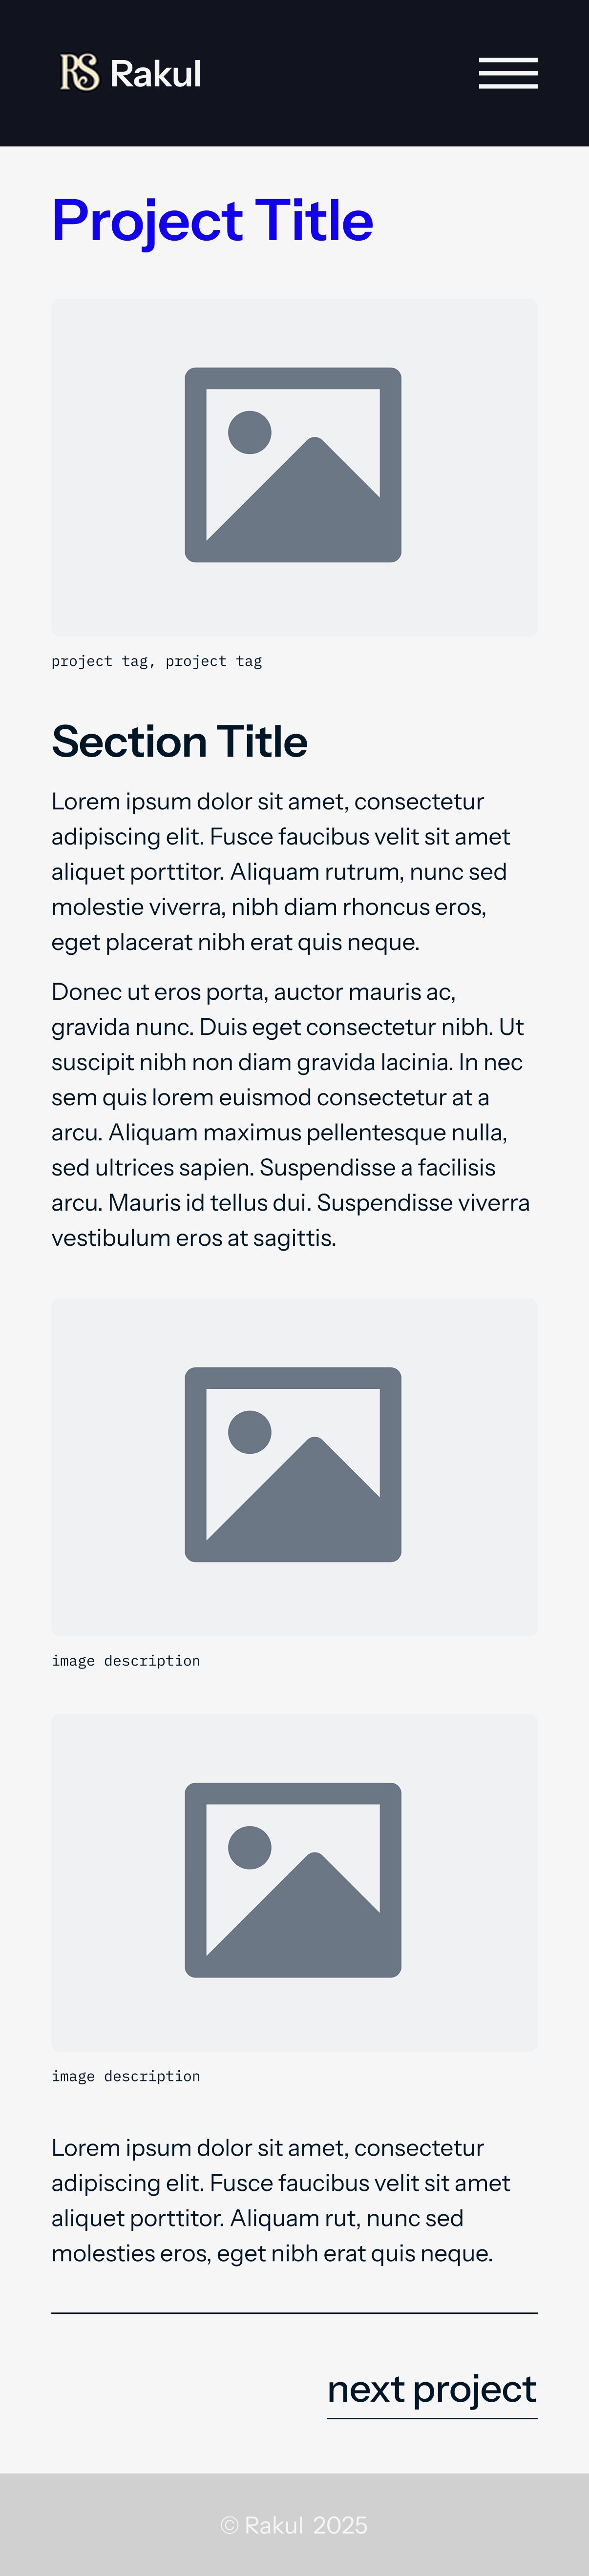 RS Rakul
Project Title
project tag, project tag
Section Title
Lorem ipsum dolor sit amet, consectetur
adipiscing elit. Fusce faucibus velit sit amet
aliquet porttitor. Aliquam rutrum, nunc sed
molestie viverra, nibh diam rhoncus eros,
eget placerat nibh erat quis neque.
Donec ut eros porta, auctor mauris ac,
gravida nunc. Duis eget consectetur nibh. Ut
suscipit nibh non diam gravida lacinia. In nec
sem quis lorem euismod consectetur at a
arcu. Aliquam maximus pellentesque nulla,
sed ultrices sapien. Suspendisse a facilisis
arcu. Mauris id tellus dui. Suspendisse viverra
vestibulum eros at sagittis.
image description
image description
Lorem ipsum dolor sit amet, consectetur
adipiscing elit. Fusce faucibus velit sit amet
aliquet porttitor. Aliquam rut, nunc sed
molesties eros, eget nibh erat quis neque.
next project
© Rakul 2025